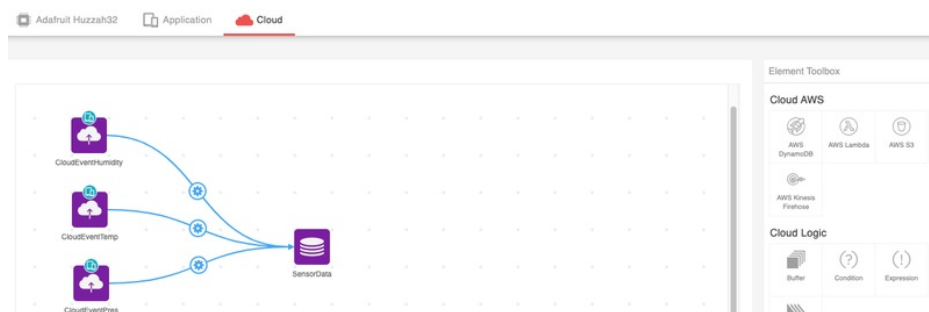 Adafruit Huzzah32
Application
Cloud
Element Toolbox
Cloud AWS
AWS
DynamoDB
AWS Lambda
AWS S3
AWS Kinesis
Firehose
Cloud Logic
Buffer
Condition
Expression
CloudEventHumidity
CloudEventTemp
CloudEventPres
SensorData